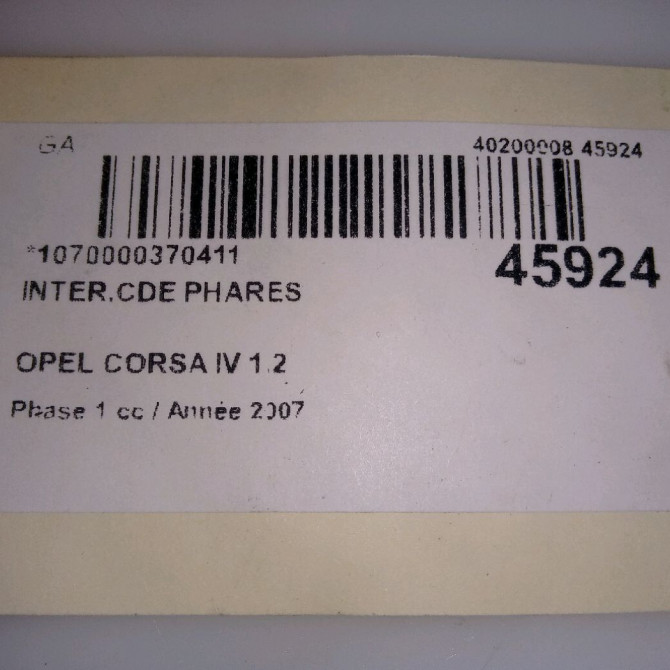 GA
40200008 45924
*1070000370411
45924
INTER.CDE PHARES
OPEL CORSA IV 1.2
Phase 1 cc / Année 2007